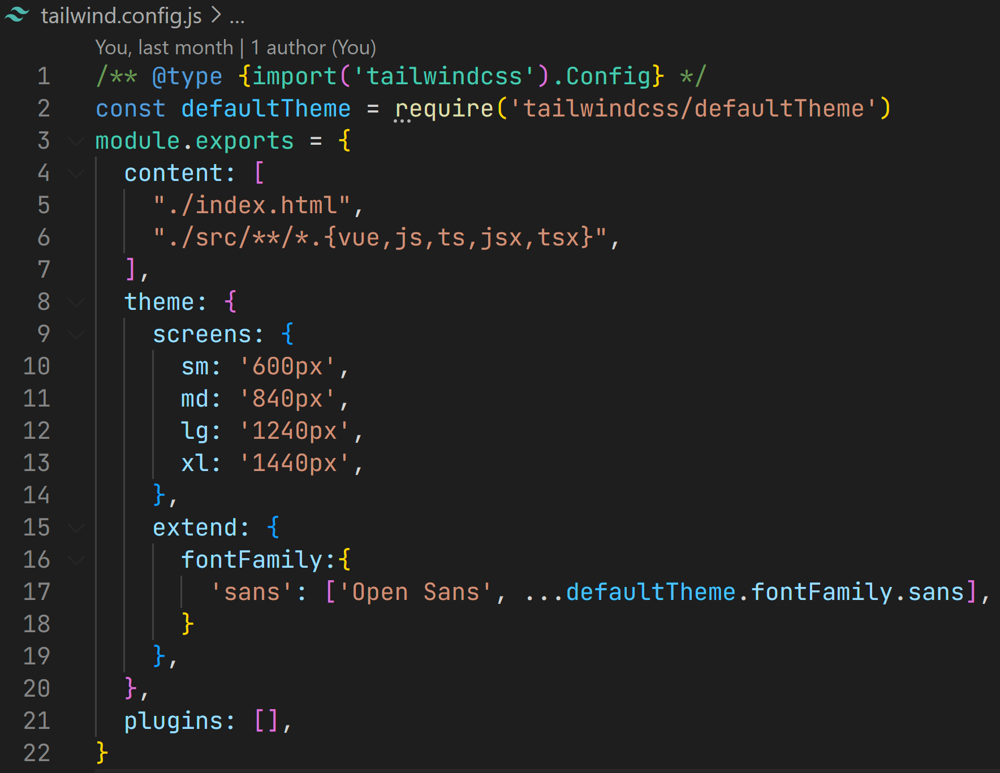 tailwind.config.js > ...
You, last month | 1 author (You)
1 /** @type {import('tailwindcss').Config} */
2 const defaultTheme = require('tailwindcss/defaultTheme')
3 module.exports = {
4   content: [
5     "./index.html",
6     "./src/**/*.{vue,js,ts,jsx,tsx}",
7   ],
8   theme: {
9     screens: {
10       sm: '600px',
11       md: '840px',
12       lg: '1240px',
13       xl: '1440px',
14     },
15     extend: {
16       fontFamily:{
17         'sans': ['Open Sans', ...defaultTheme.fontFamily.sans],
18       }
19     },
20   },
21   plugins: [],
22 }